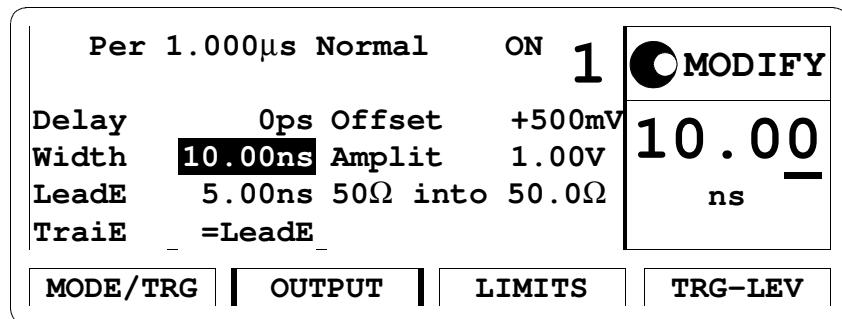 Per 1.000μs Normal ON 1 MODIFY
Delay 0ps Offset +500mV
Width 10.00ns Amplit 1.00V 10.00
LeadE 5.00ns 50Ω into 50.0Ω ns
TraiE =LeadE
MODE/TRG OUTPUT LIMITS TRG-LEV